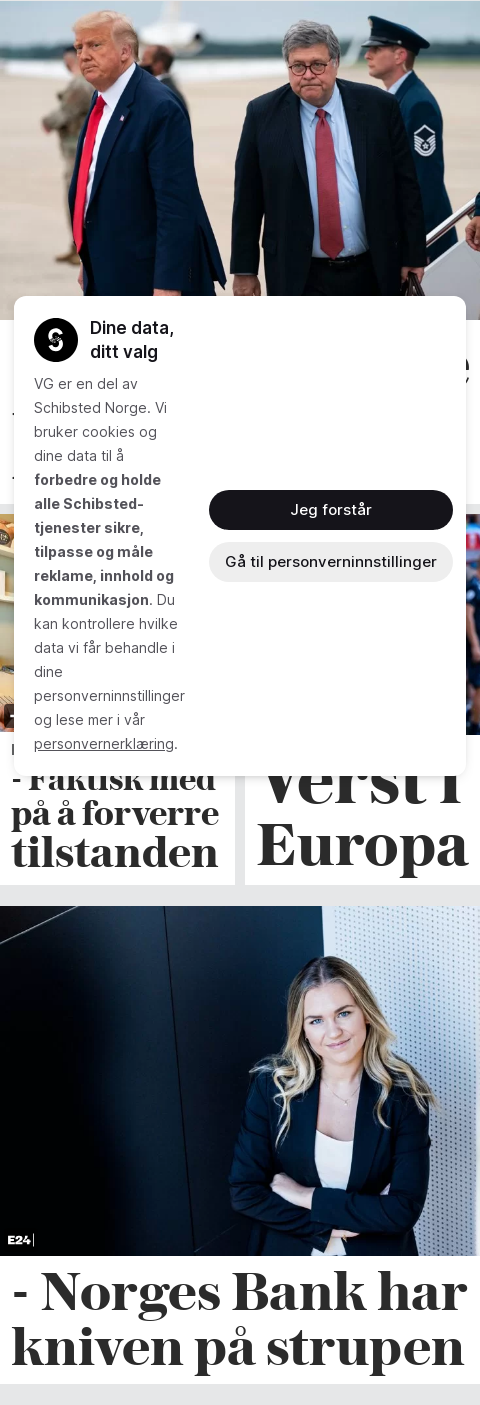 Dine data,
ditt valg
VG er en del av
Schibsted Norge. Vi
bruker cookies og
dine data til å
forbedre og holde
alle Schibsted-
tjenester sikre,
tilpasse og måle
reklame, innhold og
kommunikasjon. Du
kan kontrollere hvilke
data vi får behandle i
dine
personverninnstillinger
og lese mer i vår
personvernerklæring.
Jeg forstår
Gå til personverninnstillinger
- Faktisk med
på å forverre
tilstanden
Verst i
Europa
E24
- Norges Bank har
kniven på strupen